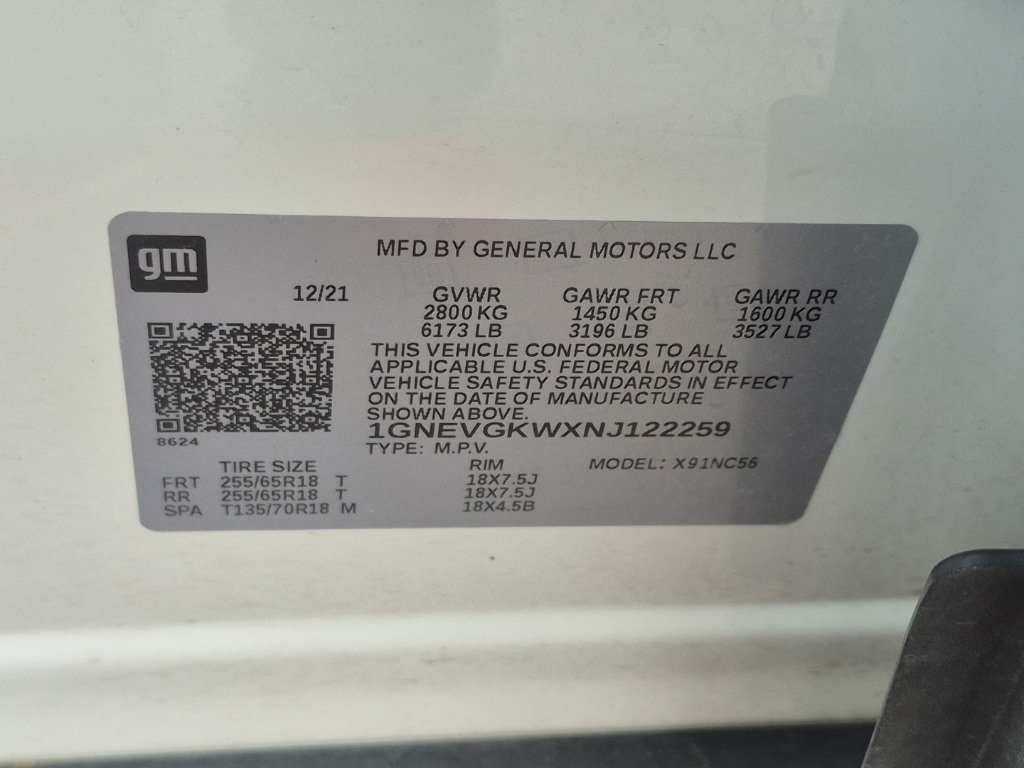 gm
MFD BY GENERAL MOTORS LLC
12/21 GVWR GAWR FRT GAWR RR
2800 KG 1450 KG 1600 KG
6173 LB 3196 LB 3527 LB
THIS VEHICLE CONFORMS TO ALL
APPLICABLE U.S. FEDERAL MOTOR
VEHICLE SAFETY STANDARDS IN EFFECT
ON THE DATE OF MANUFACTURE
SHOWN ABOVE.
1GNEVGKWXNJ122259
8624
TYPE: M.P.V.
TIRE SIZE RIM MODEL: X91NC56
FRT 255/65R18 T 18X7.5J
RR 255/65R18 T 18X7.5J
SPA T135/70R18 M 18X4.5B